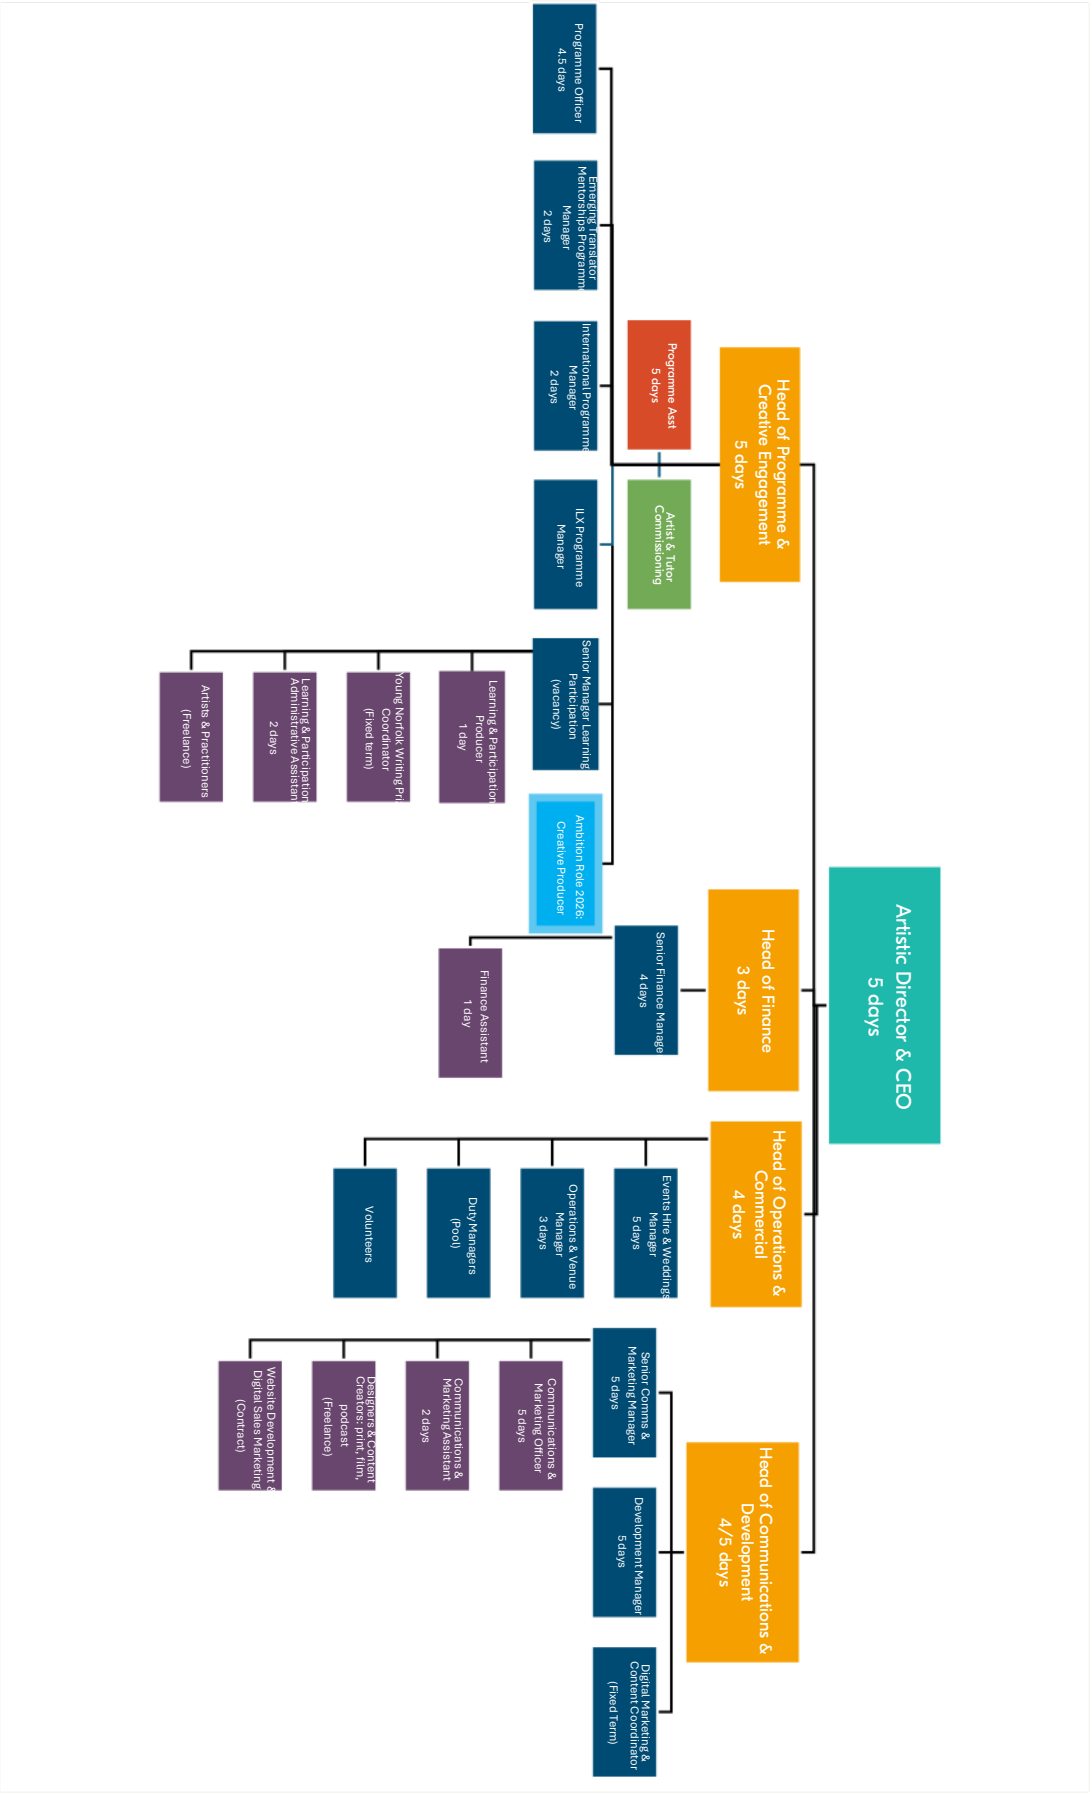 Artistic Director & CEO
5 days
Head of Programme &
Creative Engagement
5 days
Head of Finance
3 days
Head of Operations &
Commercial
4 days
Head of Communications &
Development
4/5 days
Programme Asst
5 days
Artist & Tutor
Commissioning
Programme Officer
4.5 days
Emerging Translator
Mentorships Programme
Manager
2 days
International Programme
Manager
2 days
ILX Programme
Manager
Senior Manager Learning
Participation
(vacancy)
Ambition Role 2026:
Creative Producer
Learning & Participation
Producer
1 day
Young Norfolk Writing Pri
Coordinator
(Fixed term)
Learning & Participation
Administrative Assistan
2 days
Artists & Practitioners
(Freelance)
Senior Finance Manage
4 days
Finance Assistant
1 day
Events Hire & Weddings
Manager
5 days
Operations & Venue
Manager
3 days
Duty Managers
(Pool)
Volunteers
Senior Comms &
Marketing Manager
5 days
Development Manager
5 days
Digital Marketing &
Content Coordinator
(Fixed Term)
Communications &
Marketing Officer
5 days
Communications &
Marketing Assistant
2 days
Designers & Content
Creators: print, film,
podcast
(Freelance)
Website Development &
Digital Sales Marketing
(Contract)